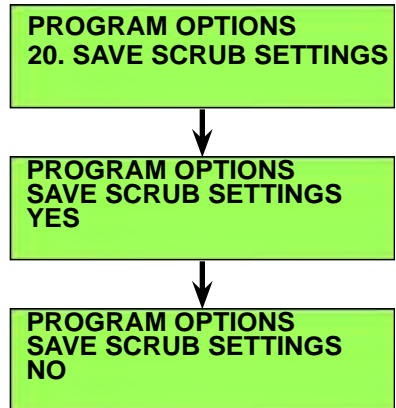 PROGRAM OPTIONS
20. SAVE SCRUB SETTINGS
PROGRAM OPTIONS
SAVE SCRUB SETTINGS
YES
PROGRAM OPTIONS
SAVE SCRUB SETTINGS
NO